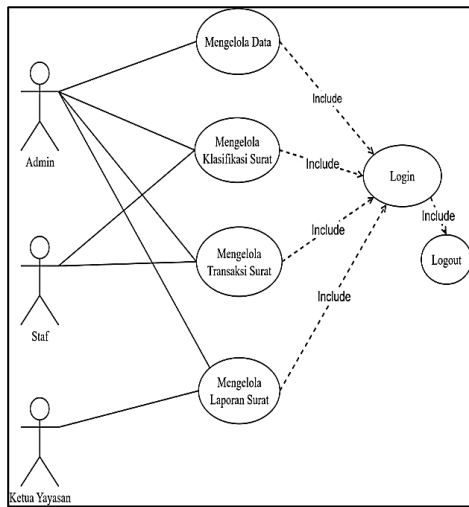 Mengelola Data
Include
Admin
Mengelola
Klasifikasi Surat
Include
Login
Include
Logout
Mengelola
Transaksi Surat
Include
Staf
Include
Mengelola
Laporan Surat
Ketua Yayasan